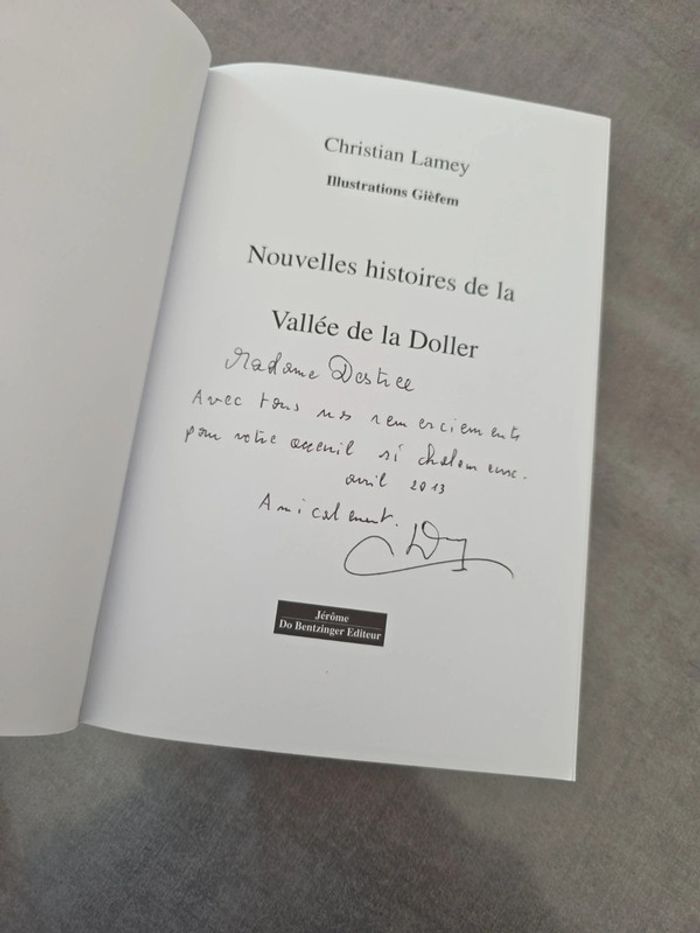 Christian Lamey
Illustrations Gièfem
Nouvelles histoires de la
Vallée de la Doller
Madame
Avec tous mes remerciements
pour votre accueil si chaleureux.
avril 2013
Amicalement.
Jérôme
Do Bentzinger Editeur